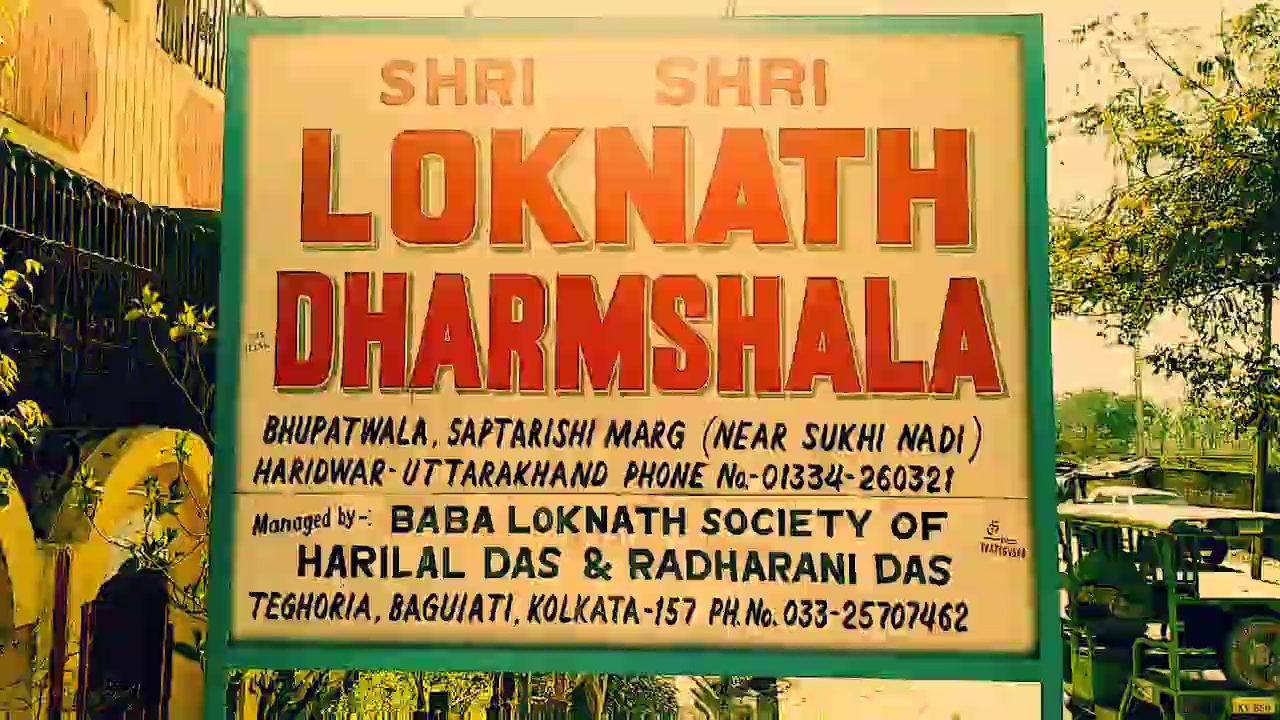 SHRI SHRI
LOKNATH
DHARMSHALA
BHUPATWALA, SAPTARISHI MARG (NEAR SUKHI NADI)
HARIDWAR-UTTARAKHAND PHONE No.-01334-260321
Managed by-: BABA LOKNATH SOCIETY OF
HARILAL DAS & RADHARANI DAS
TEGHORIA, BAGUIATI, KOLKATA-157 PH.No. 033-25707462